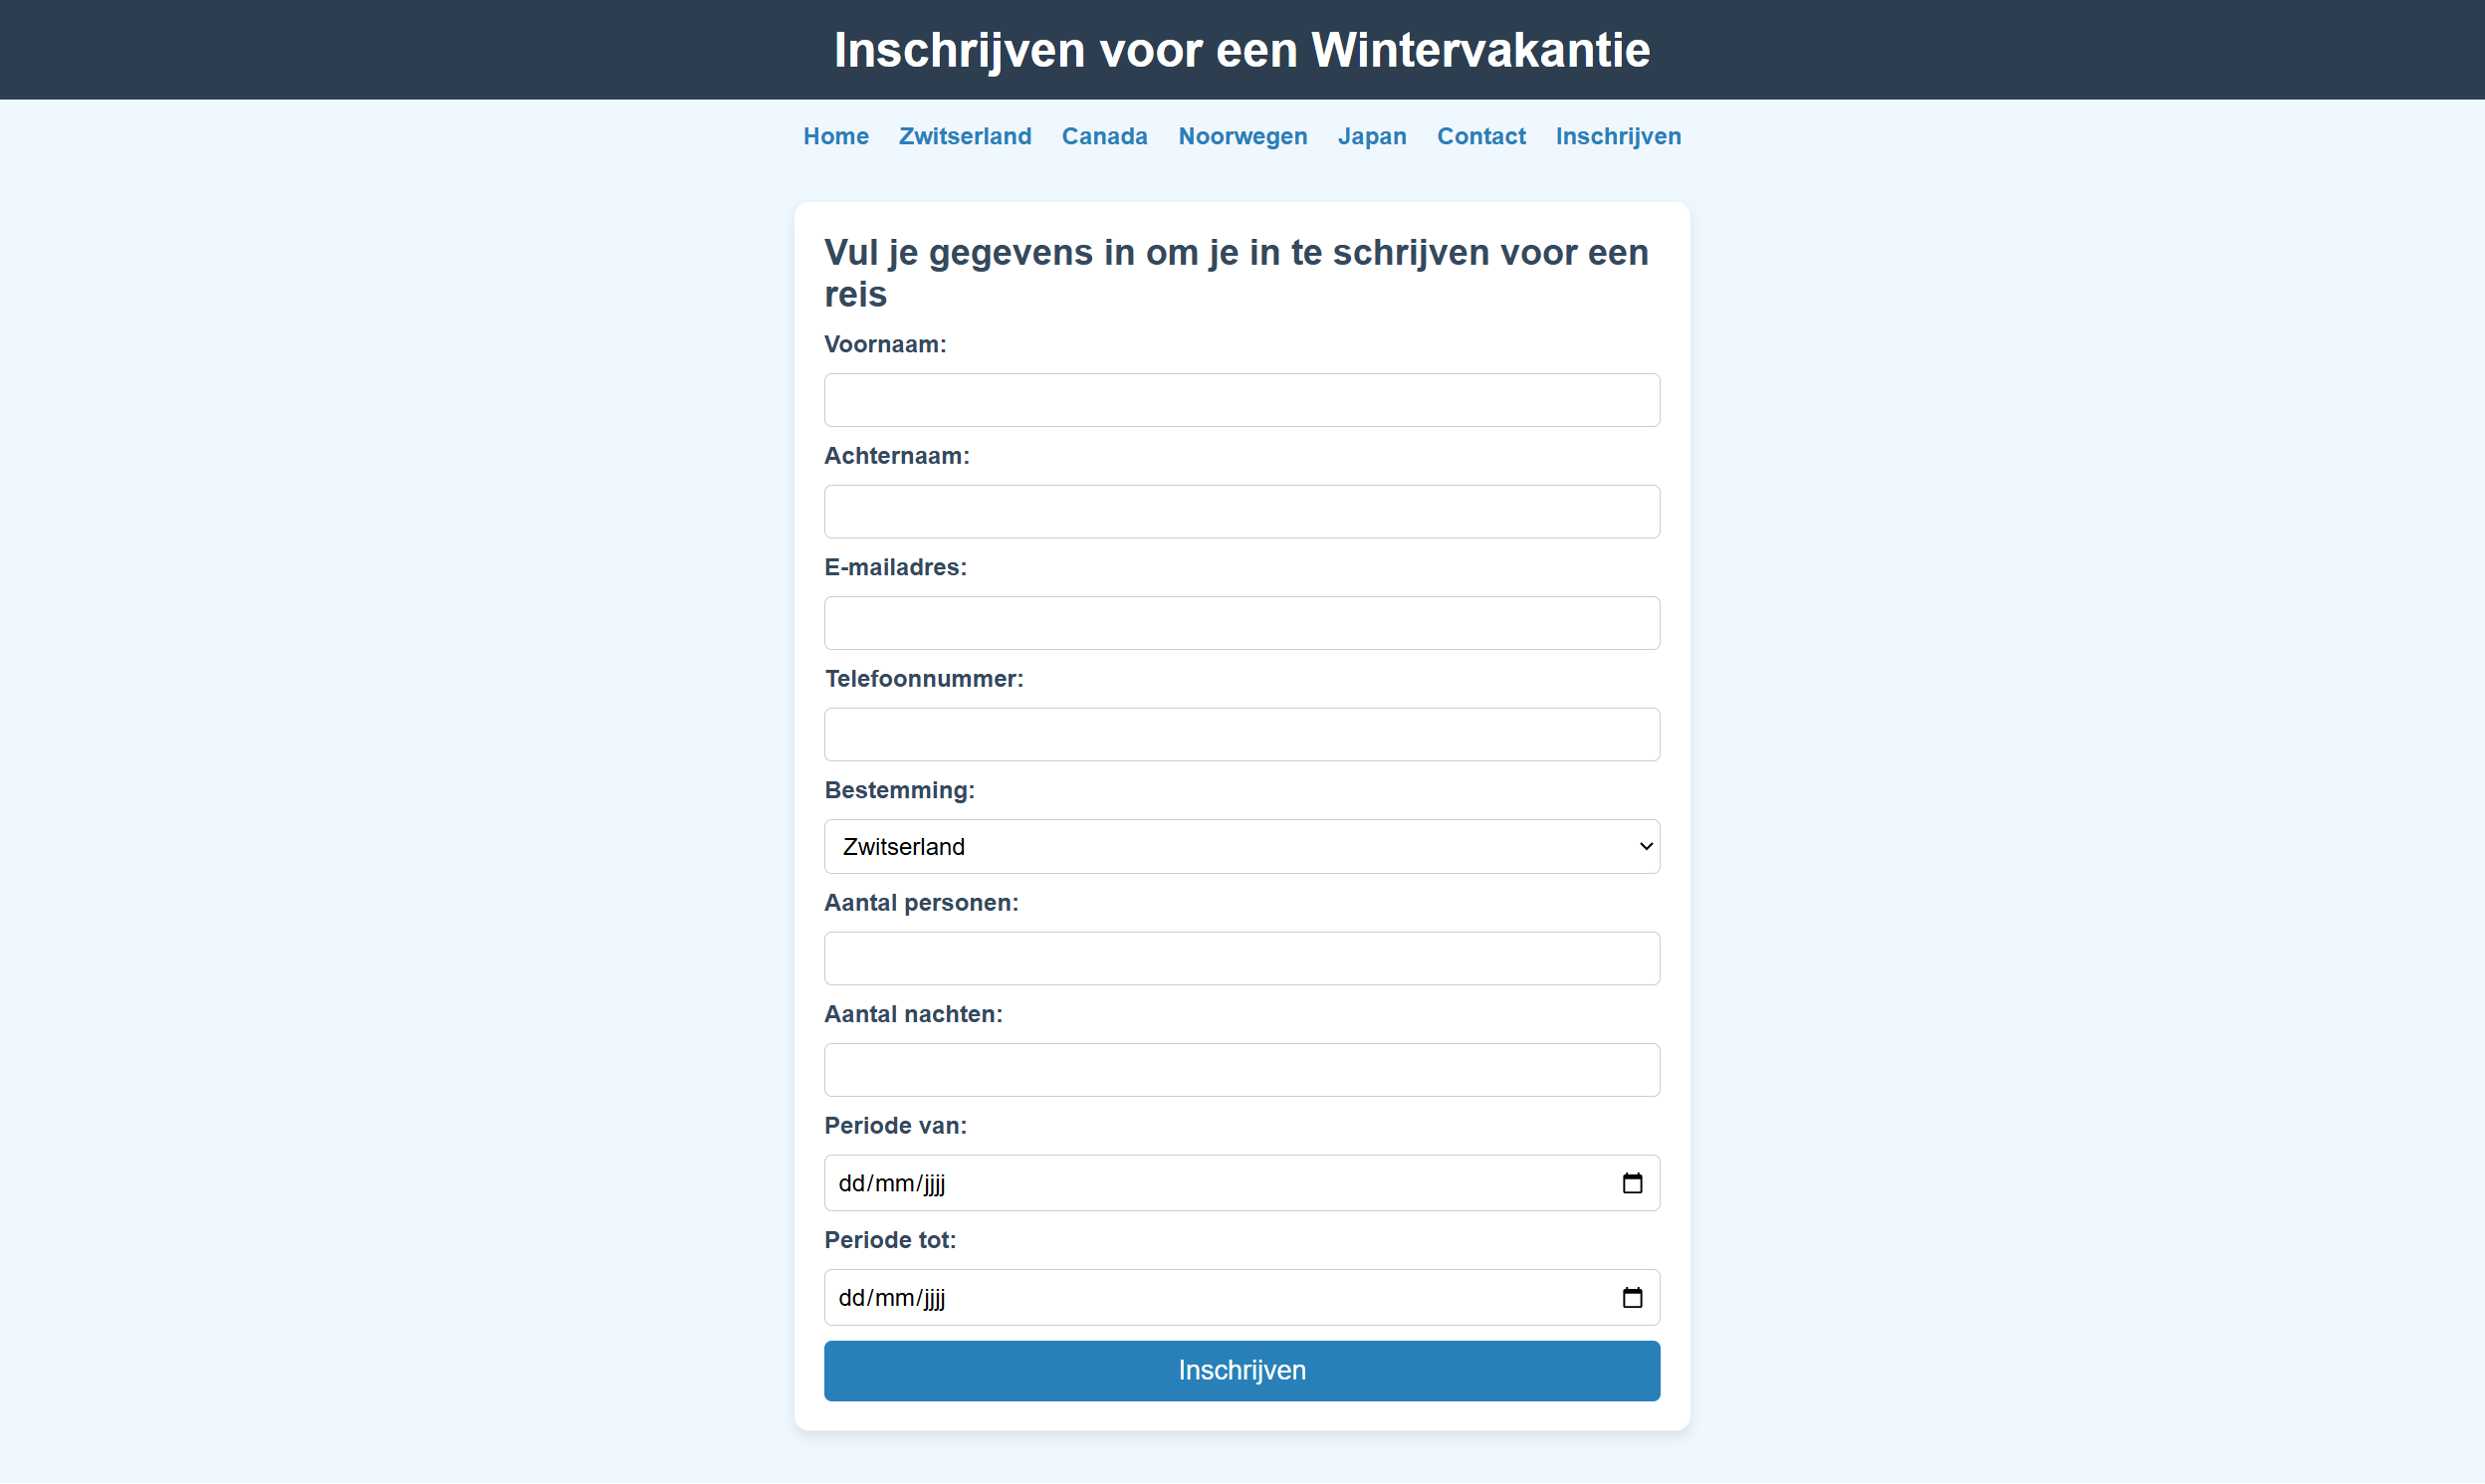 Inschrijven voor een Wintervakantie
Home Zwitserland Canada Noorwegen Japan Contact Inschrijven
Vul je gegevens in om je in te schrijven voor een
reis
Voornaam:
Achternaam:
E-mailadres:
Telefoonnummer:
Bestemming:
Zwitserland
Aantal personen:
Aantal nachten:
Periode van:
dd/mm/jjjj
Periode tot:
dd/mm/jjjj
Inschrijven